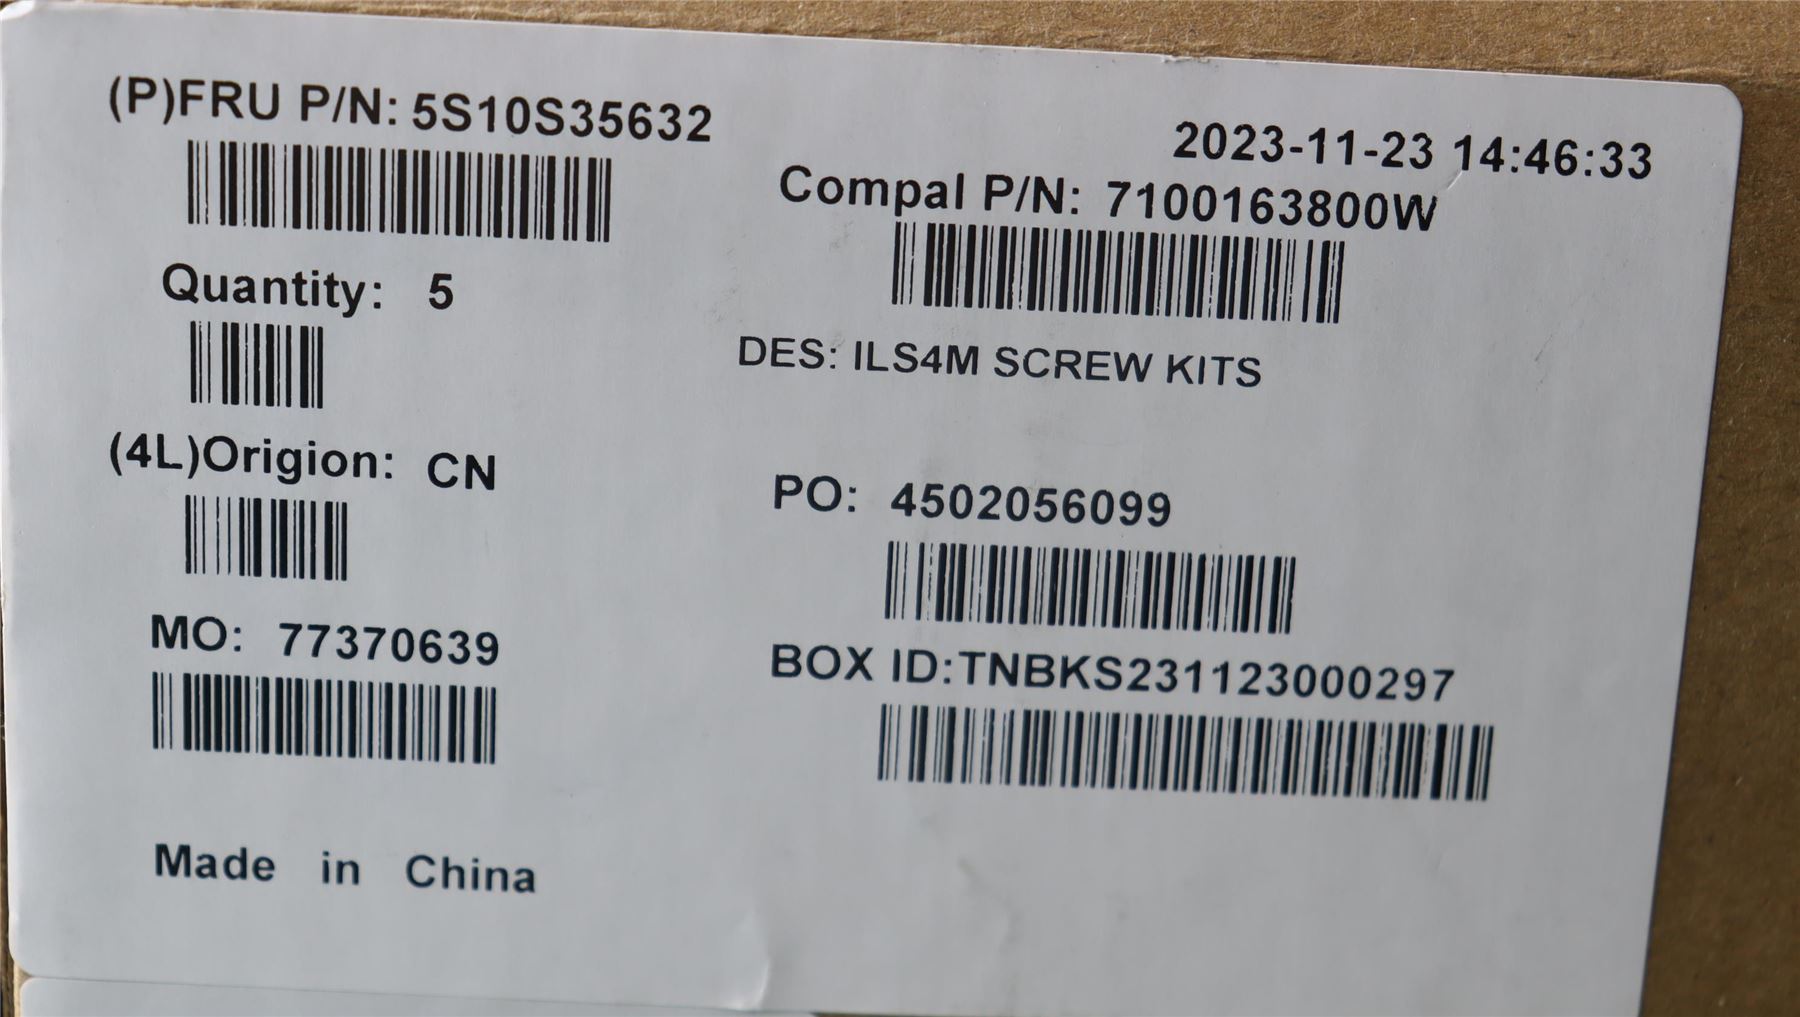 (P)FRU P/N: 5S10S35632
2023-11-23 14:46:33
Compal P/N: 7100163800W
Quantity: 5
DES: ILS4M SCREW KITS
(4L)Origion: CN
PO: 4502056099
MO: 77370639
BOX ID:TNBKS231123000297
Made in China